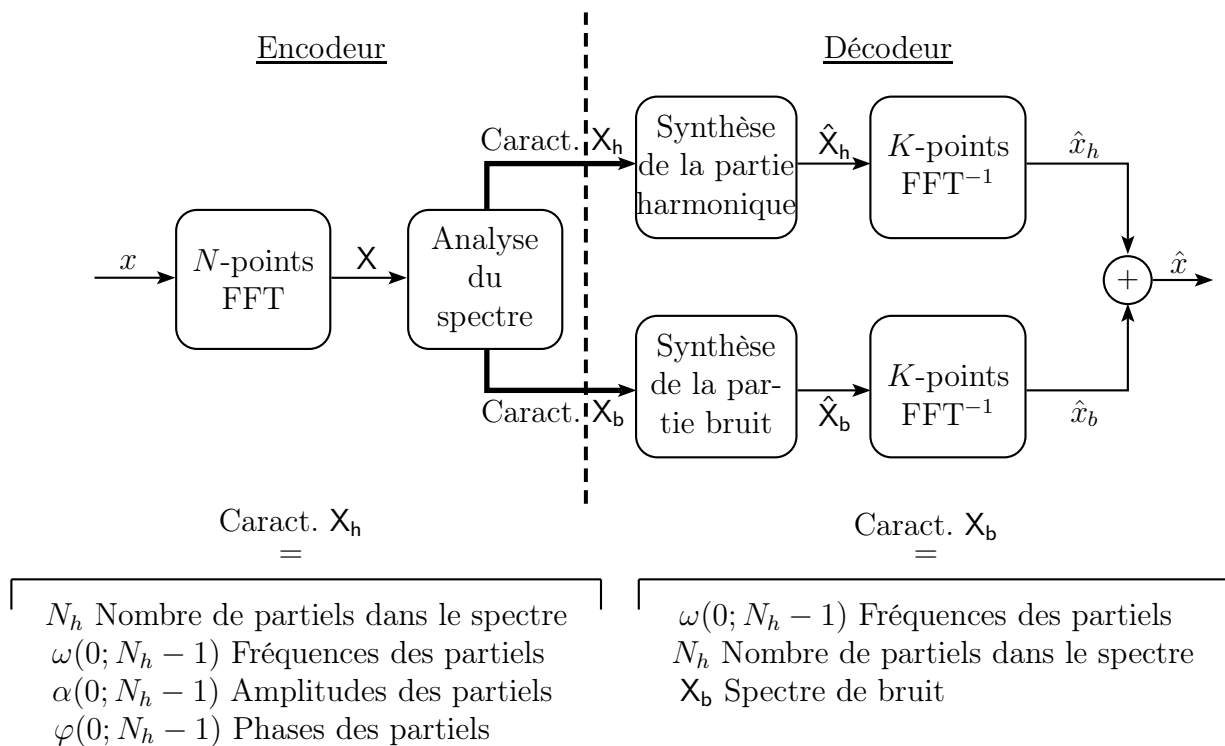 Encodeur
Décodeur
Caract. X_h
Synthèse
de la partie
harmonique
X̂_h
K-points
FFT⁻¹
x̂_h
x
N-points
FFT
X
Analyse
du
spectre
+
x̂
Caract. X_b
Synthèse
de la par-
tie bruit
X̂_b
K-points
FFT⁻¹
x̂_b
Caract. X_h
=
N_h Nombre de partiels dans le spectre
ω(0; N_h − 1) Fréquences des partiels
α(0; N_h − 1) Amplitudes des partiels
φ(0; N_h − 1) Phases des partiels
Caract. X_b
=
ω(0; N_h − 1) Fréquences des partiels
N_h Nombre de partiels dans le spectre
X_b Spectre de bruit